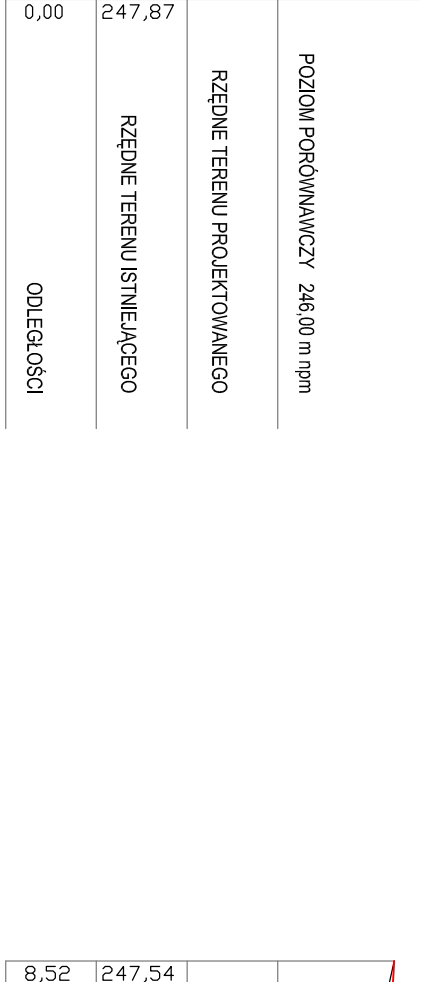 0,00 247,87
POZIOM PORÓWNAWCZY 246,00 m npm
RZĘDNE TERENU PROJEKTOWANEGO
RZĘDNE TERENU ISTNIEJĄCEGO
ODLEGŁOŚCI
8,52 247,54